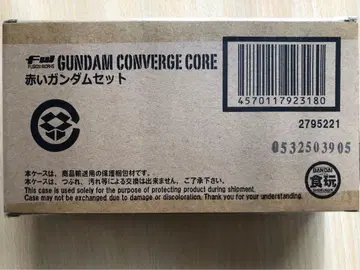 FW
FUSION WORKS
GUNDAM CONVERGE CORE
赤いガンダムセット
4570117923180
2795221
0532503905
本ケースは、商品輸送用の保護梱包材です。
本ケースは、つぶれ、汚れ等による交換は出来ません。ご了承下さい。
This case is used solely for the purpose of protecting product during shipment.
Case may not be exchanged due to damage or discoloration. Thank you for your understanding.
BANDAI
食玩